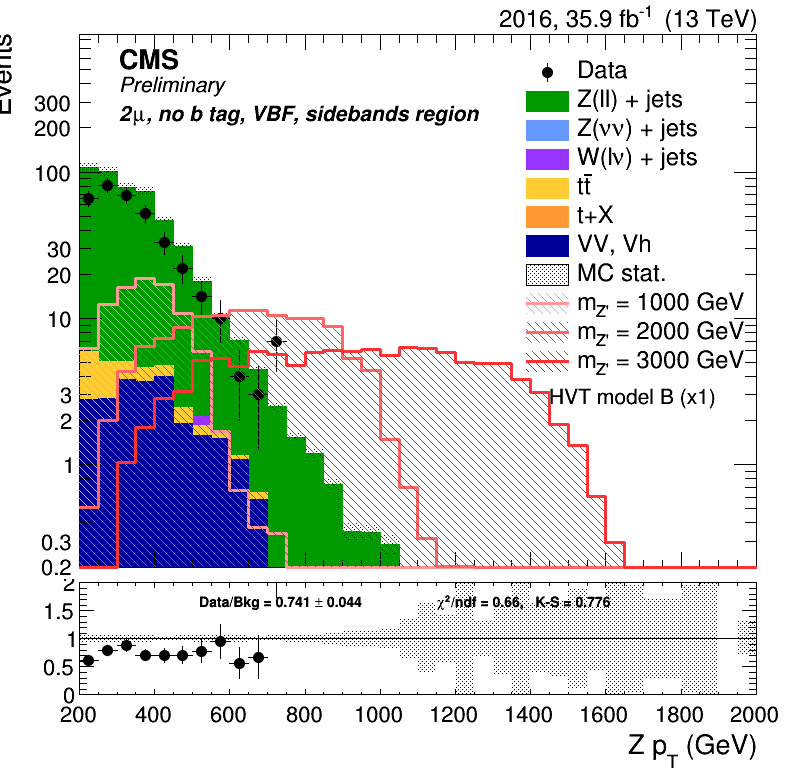 2016, 35.9 fb⁻¹ (13 TeV)
Events
CMS
Preliminary
2μ, no b tag, VBF, sidebands region
Data
Z(ll) + jets
Z(νν) + jets
W(lν) + jets
tt̄
t+X
VV, Vh
MC stat.
m_Z' = 1000 GeV
m_Z' = 2000 GeV
m_Z' = 3000 GeV
HVT model B (x1)
300
200
100
30
20
10
3
2
1
0.3
0.2
Data/Bkg = 0.741 ± 0.044
χ²/ndf = 0.66, K-S = 0.776
2
1.5
1
0.5
0
200 400 600 800 1000 1200 1400 1600 1800 2000
Z p_T (GeV)